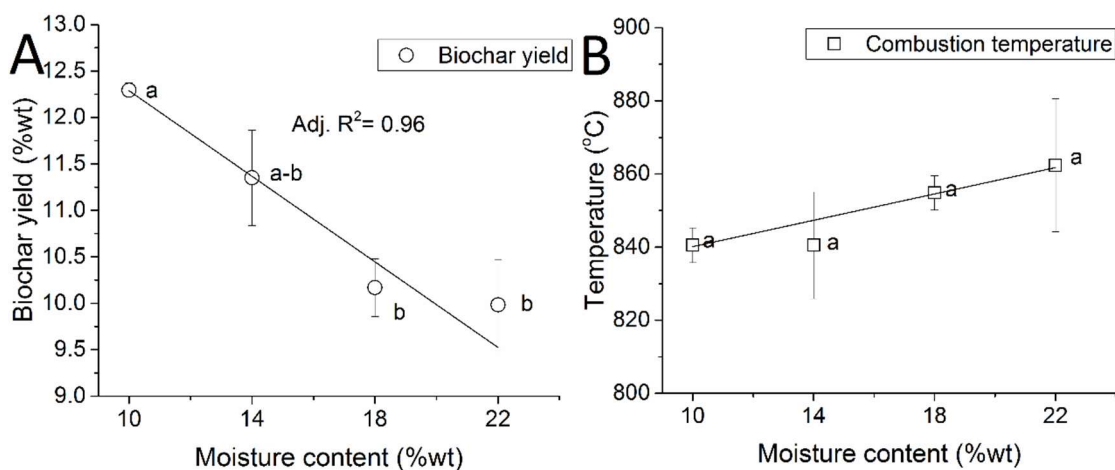 A
Biochar yield
Adj. R²= 0.96
a
a-b
b
b
13.0
12.5
12.0
11.5
11.0
10.5
10.0
9.5
9.0
Biochar yield (%wt)
10 14 18 22
Moisture content (%wt)
B
Combustion temperature
a
a
a
a
900
880
860
840
820
800
Temperature (°C)
10 14 18 22
Moisture content (%wt)